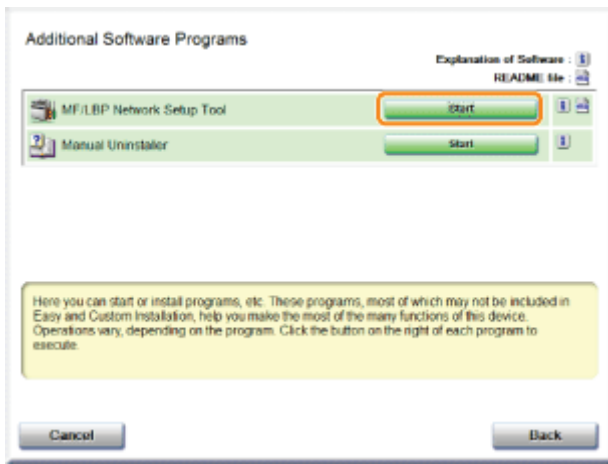 Additional Software Programs
Explanation of Software :
README file :
MF/LBP Network Setup Tool
Start
Manual Uninstaller
Start
Here you can start or install programs, etc. These programs, most of which may not be included in
Easy and Custom Installation, help you make the most of the many functions of this device.
Operations vary, depending on the program. Click the button on the right of each program to
execute.
Cancel
Back